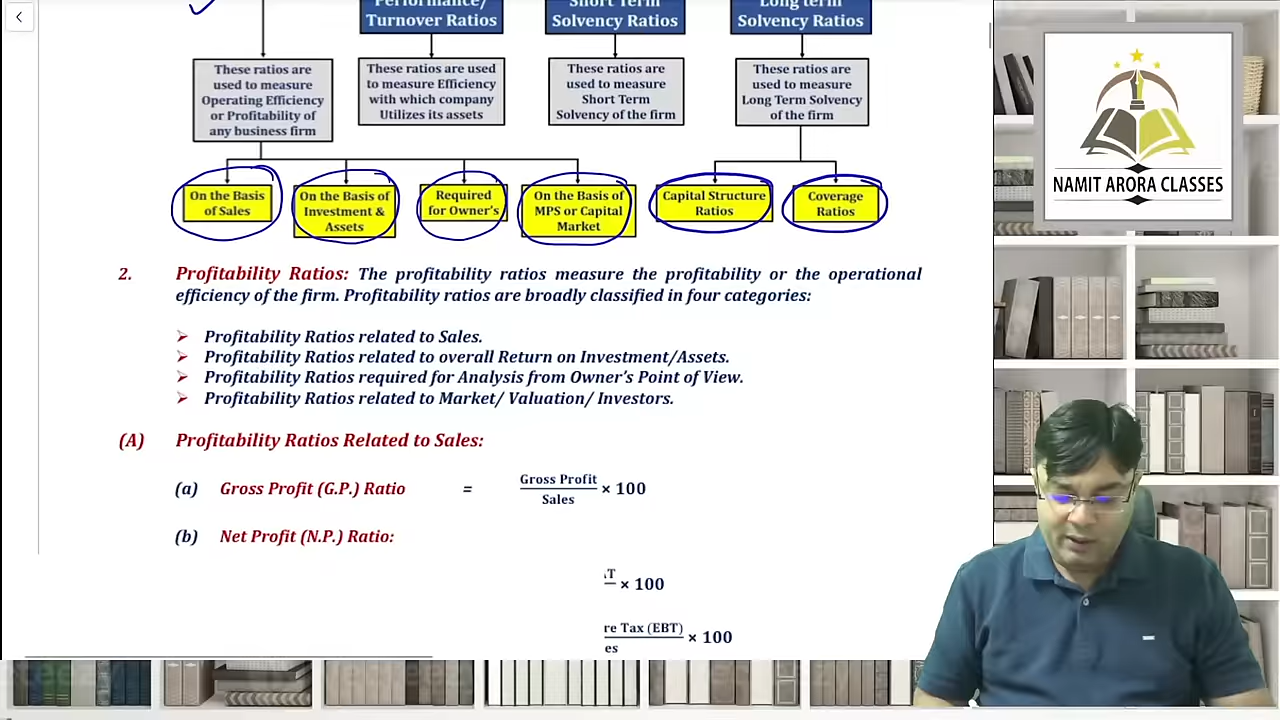 Performance/
Turnover Ratios
Short Term
Solvency Ratios
Long term
Solvency Ratios
These ratios are
used to measure
Operating Efficiency
or Profitability of
any business firm
These ratios are used
to measure Efficiency
with which company
Utilizes its assets
These ratios are
used to measure
Short Term
Solvency of the firm
These ratios are
used to measure
Long Term Solvency
of the firm
On the Basis
of Sales
On the Basis of
Investment &
Assets
Required
for Owner's
On the Basis of
MPS or Capital
Market
Capital Structure
Ratios
Coverage
Ratios
2. Profitability Ratios: The profitability ratios measure the profitability or the operational
efficiency of the firm. Profitability ratios are broadly classified in four categories:
➢ Profitability Ratios related to Sales.
➢ Profitability Ratios related to overall Return on Investment/Assets.
➢ Profitability Ratios required for Analysis from Owner's Point of View.
➢ Profitability Ratios related to Market/ Valuation/ Investors.
(A) Profitability Ratios Related to Sales:
(a) Gross Profit (G.P.) Ratio = Gross Profit
Sales × 100
(b) Net Profit (N.P.) Ratio:
T × 100
re Tax (EBT)
es × 100
NAMIT ARORA CLASSES